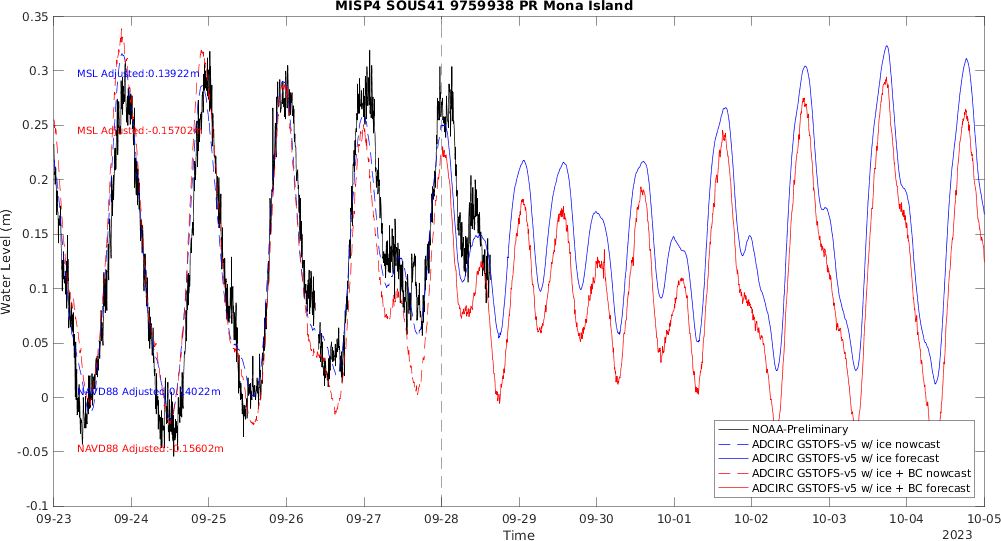 MISP4 SOUS41 9759938 PR Mona Island
0.35
0.3
0.25
0.2
0.15
0.1
0.05
0
-0.05
-0.1
Water Level (m)
MSL Adjusted:0.13922m
MSL Adjusted:-0.15702m
NAVD88 Adjusted:0.14022m
NAVD88 Adjusted:-0.15602m
NOAA-Preliminary
ADCIRC GSTOFS-v5 w/ ice nowcast
ADCIRC GSTOFS-v5 w/ ice forecast
ADCIRC GSTOFS-v5 w/ ice + BC nowcast
ADCIRC GSTOFS-v5 w/ ice + BC forecast
09-23 09-24 09-25 09-26 09-27 09-28 09-29 09-30 10-01 10-02 10-03 10-04 10-05
Time
2023